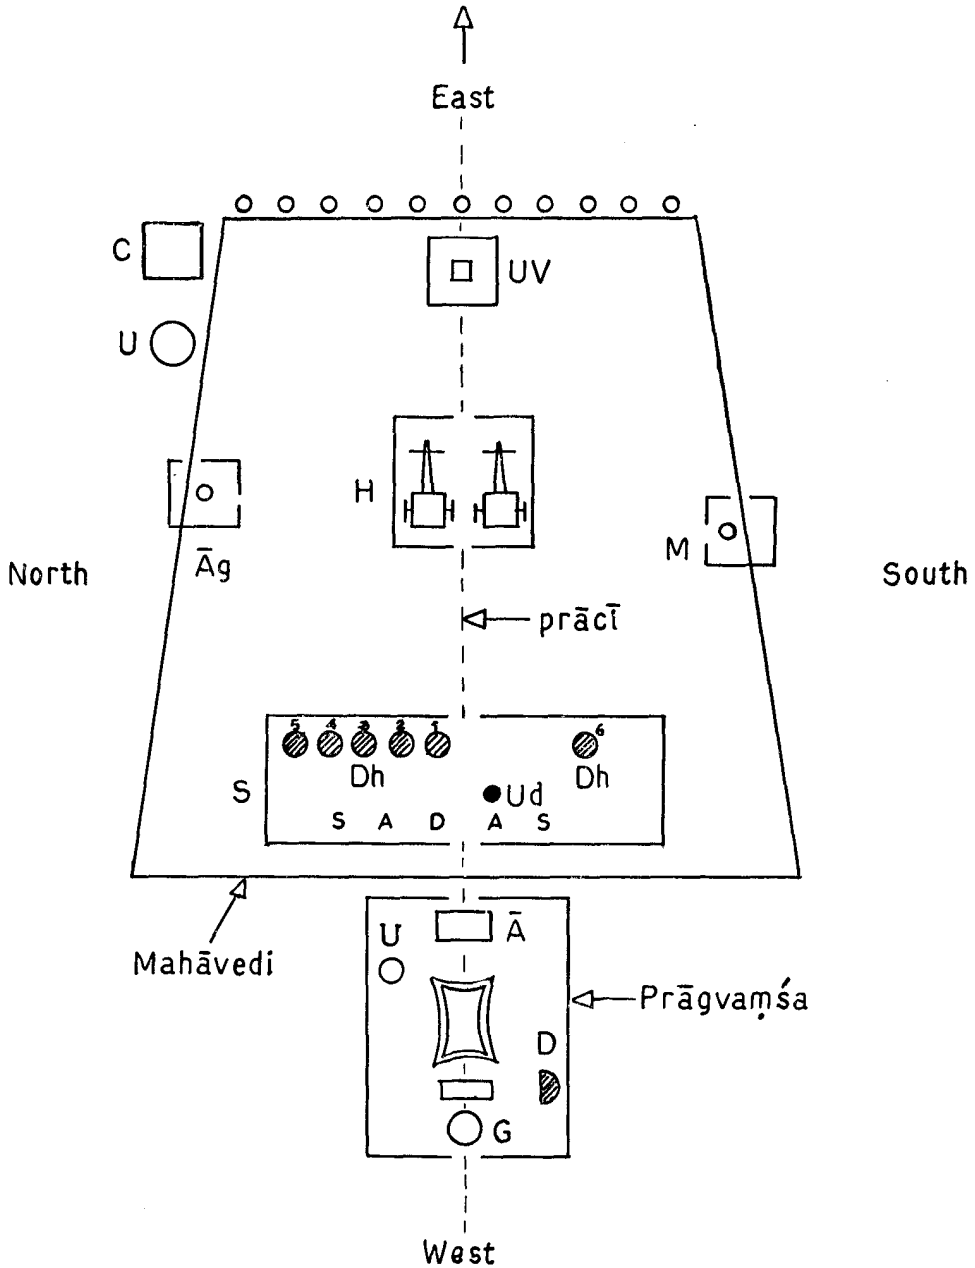 East
C
UV
U
H
Āg
M
North
South
prācī
5 4 3 2 1 6
Dh
Dh
S
Ud
S A D A S
Ā
U
Mahāvedi
Prāgvaṃśa
D
G
West